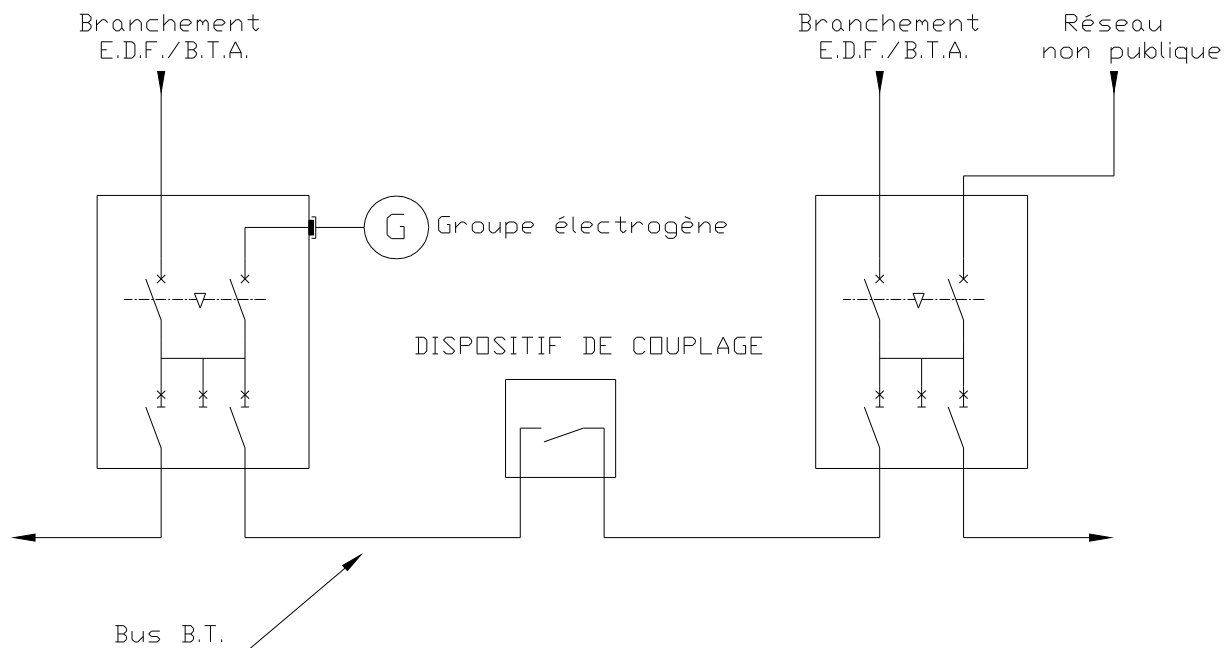 Branchement
E.D.F./B.T.A.
Branchement
E.D.F./B.T.A.
Réseau
non publique
G
Groupe électrogène
DISPOSITIF DE COUPLAGE
Bus B.T.